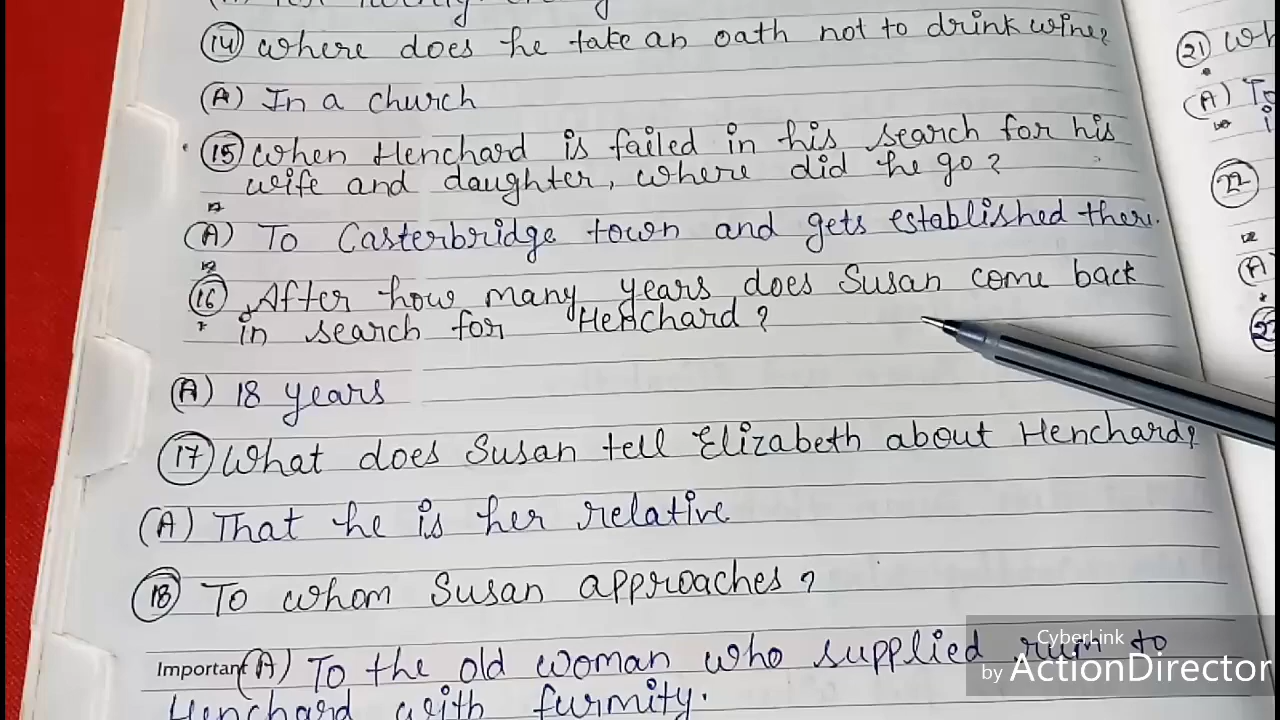 (14) Where does he take an oath not to drink wine?
(A) In a church
(15) When Henchard is failed in his search for his
wife and daughter, where did he go?
(A) To Casterbridge town and gets established there.
(16) After how many years does Susan come back
in search for Henchard?
(A) 18 years
(17) What does Susan tell Elizabeth about Henchard?
(A) That he is her relative
(18) To whom Susan approaches?
Important (A) To the old woman who supplied rum to
Henchard with furmity.
(21) Wh
(A) To
(22)
(A)
CyberLink
by ActionDirector